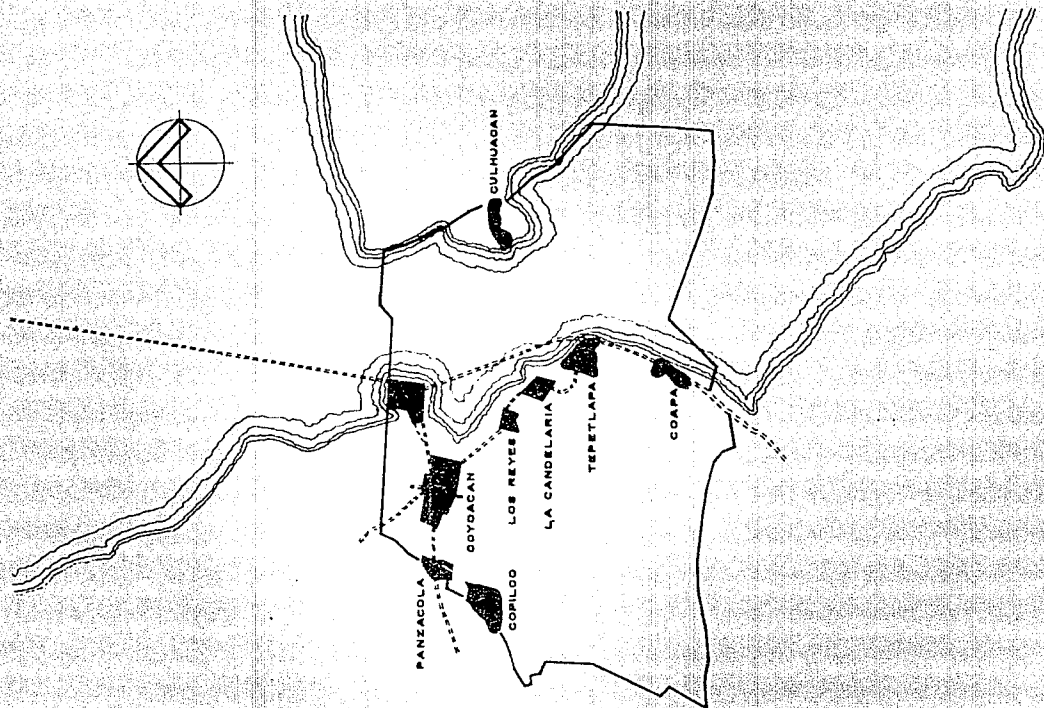 CULHUACAN
PANZACOLA
COPILCO
COYOACAN
LOS REYES
LA CANDELARIA
TEPETLAPA
COAPA